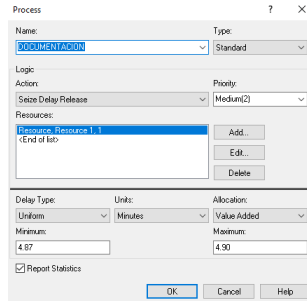 Process ? ×
Name: Type:
DOCUMENTACIÓN Standard
Logic
Action: Priority:
Seize Delay Release Medium(2)
Resources:
Resource, Resource 1, 1
<End of list>
Add...
Edit...
Delete
Delay Type: Units: Allocation:
Uniform Minutes Value Added
Minimum: Maximum:
4.87 4.90
Report Statistics
OK Cancel Help